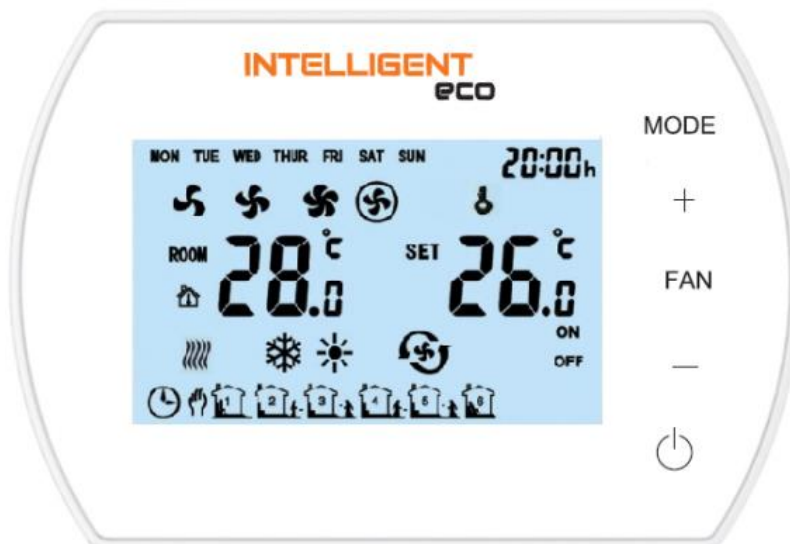 INTELLIGENT
eco
MODE
MON TUE WED THUR FRI SAT SUN 20:00h
+
ROOM 28.0 °C SET 26.0 °C
FAN
ON
OFF
—
1 2 3 4 5 6